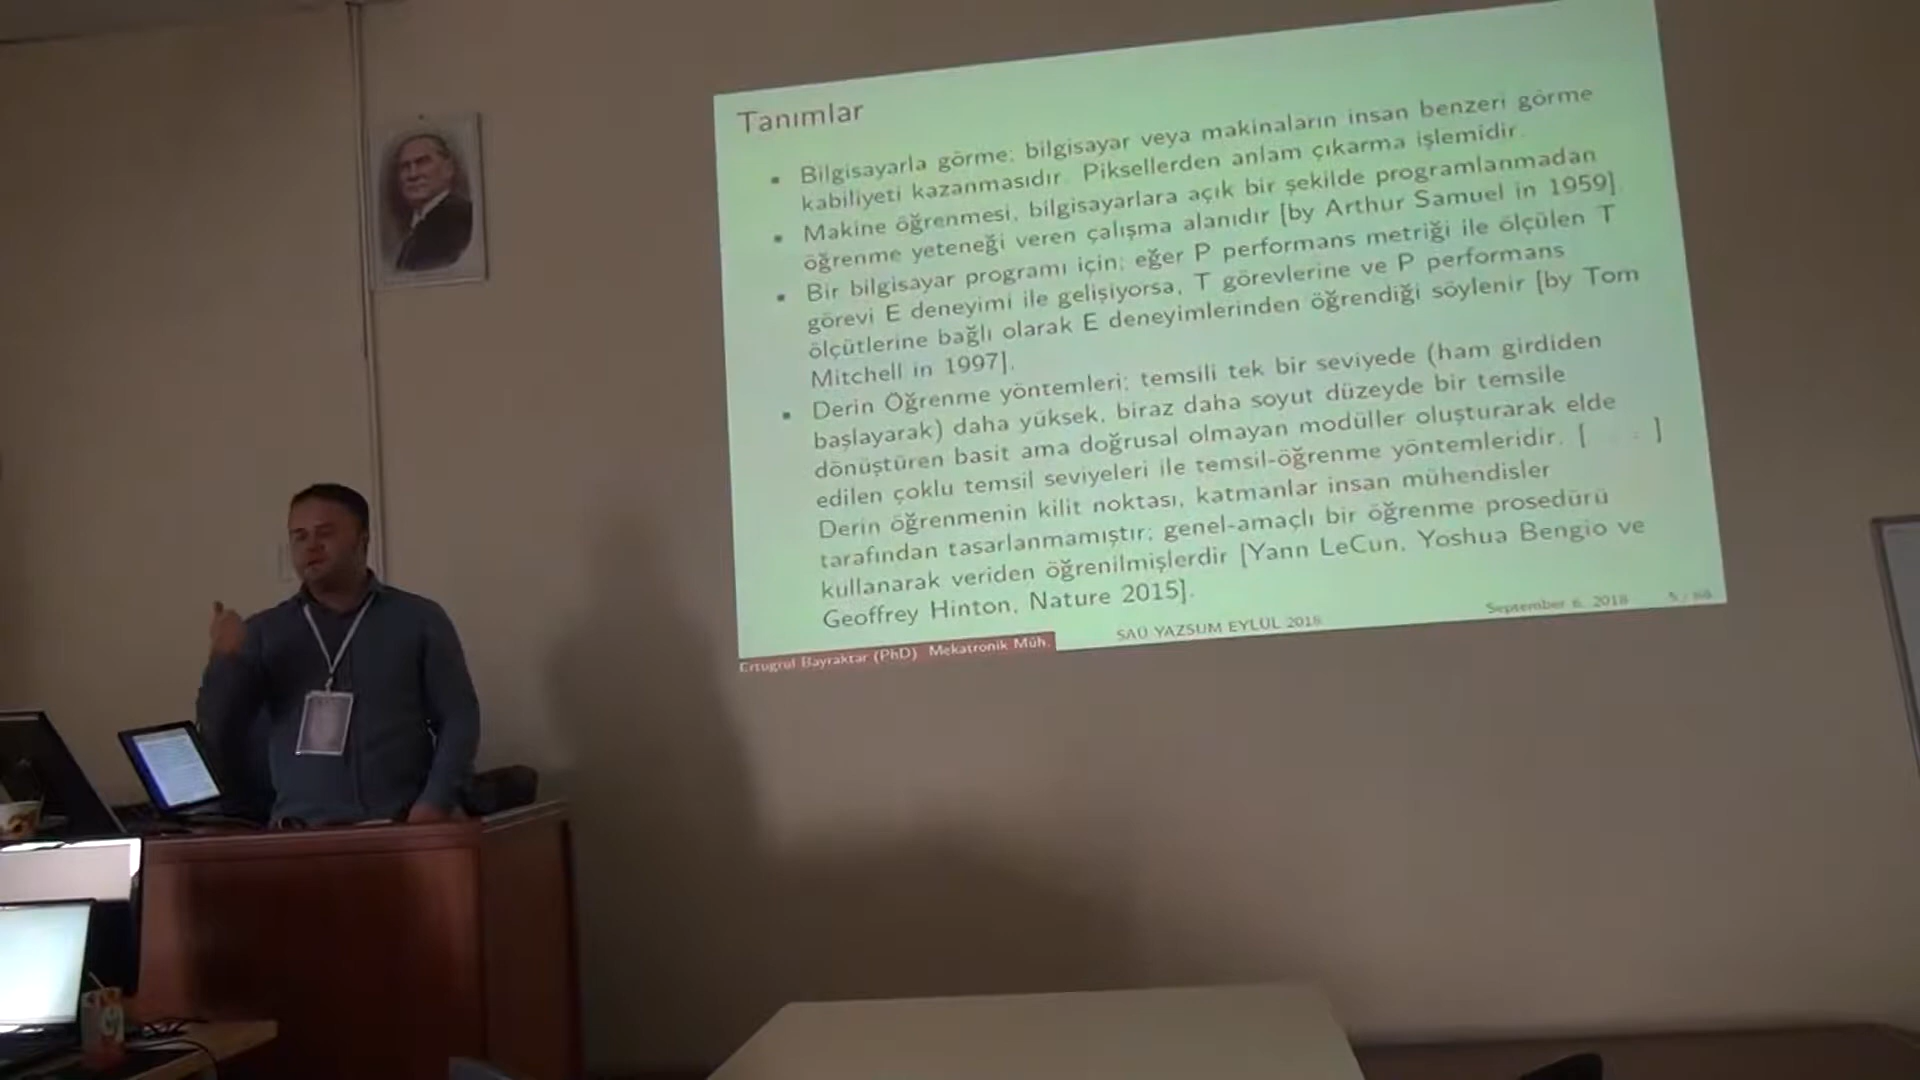 Tanımlar
Bilgisayarla görme; bilgisayar veya makinaların insan benzeri görme
kabiliyeti kazanmasıdır. Piksellerden anlam çıkarma işlemidir.
Makine öğrenmesi, bilgisayarlara açık bir şekilde programlanmadan
öğrenme yeteneği veren çalışma alanıdır [by Arthur Samuel in 1959].
Bir bilgisayar programı için; eğer P performans metriği ile ölçülen T
görevi E deneyimi ile gelişiyorsa, T görevlerine ve P performans
ölçütlerine bağlı olarak E deneyimlerinden öğrendiği söylenir [by Tom
Mitchell in 1997].
Derin Öğrenme yöntemleri; temsili tek bir seviyede (ham girdiden
başlayarak) daha yüksek, biraz daha soyut düzeyde bir temsile
dönüştüren basit ama doğrusal olmayan modüller oluşturarak elde
edilen çoklu temsil seviyeleri ile temsil-öğrenme yöntemleridir. [ . . . ]
Derin öğrenmenin kilit noktası, katmanlar insan mühendisler
tarafından tasarlanmamıştır; genel-amaçlı bir öğrenme prosedürü
kullanarak veriden öğrenilmişlerdir [Yann LeCun, Yoshua Bengio ve
Geoffrey Hinton, Nature 2015].
Ertugrul Bayraktar (PhD) Mekatronik Müh. SAÜ YAZSUM EYLÜL 2018 September 6, 2018 5 /